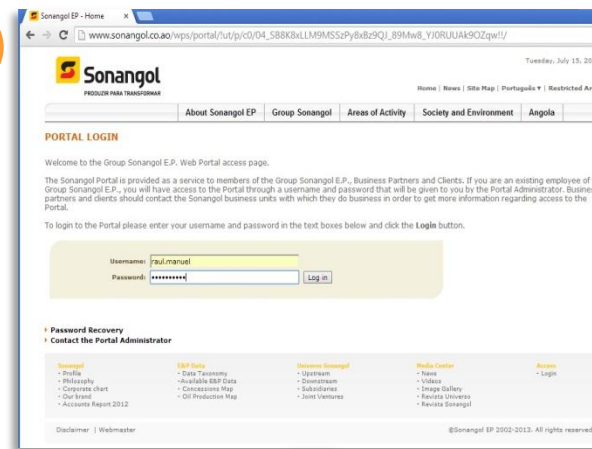 Sonangol EP - Home
www.sonangol.co.ao/wps/portal/!ut/p/c0/04_SB8K8xLLM9MSSzPy8xBz9QJ_89Mw8_YJ0RUUAk9OZqw!!/
Tuesday, July 15, 20
Sonangol
PRODUZIR PARA TRANSFORMAR
Home | News | Site Map | Português ▾ | Restricted Ar
About Sonangol EP Group Sonangol Areas of Activity Society and Environment Angola
PORTAL LOGIN
Welcome to the Group Sonangol E.P. Web Portal access page.
The Sonangol Portal is provided as a service to members of the Group Sonangol E.P., Business Partners and Clients. If you are an existing employee of
Group Sonangol E.P., you will have access to the Portal through a username and password that will be given to you by the Portal Administrator. Busines
partners and clients should contact the Sonangol business units with which they do business in order to get more information regarding access to the
Portal.
To login to the Portal please enter your username and password in the text boxes below and click the Login button.
Username: raul.manuel
Password: •••••••••• Log in
Password Recovery
Contact the Portal Administrator
Sonangol E&P Data Universo Sonangol Media Center Access
- Profile - Data Taxonomy - Upstream - News - Login
- Philosophy -Available E&P Data - Downstream - Videos
- Corporate chart - Concessions Map - Subsidiaries - Image Gallery
- Our brand - Oil Production Map - Joint Ventures - Revista Universo
- Accounts Report 2012 - Revista Sonangol
Disclaimer | Webmaster ©Sonangol EP 2002-2013. All rights reserved